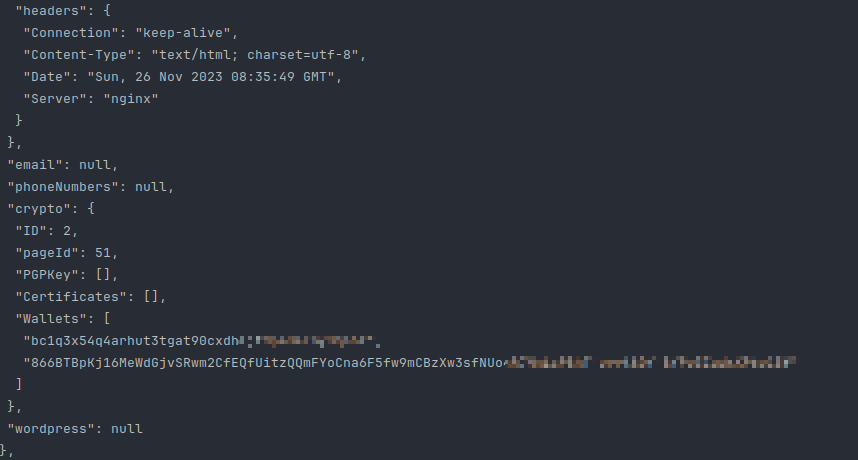 "headers": {
"Connection": "keep-alive",
"Content-Type": "text/html; charset=utf-8",
"Date": "Sun, 26 Nov 2023 08:35:49 GMT",
"Server": "nginx"
}
},
"email": null,
"phoneNumbers": null,
"crypto": {
"ID": 2,
"pageId": 51,
"PGPKey": [],
"Certificates": [],
"Wallets": [
"bc1q3x54q4arhut3tgat90cxdh
"866BTBpKj16MeWdGjvSRwm2CfEQfUitzQQmFYoCna6F5fw9mCBzXw3sfNUo
]
},
"wordpress": null
},